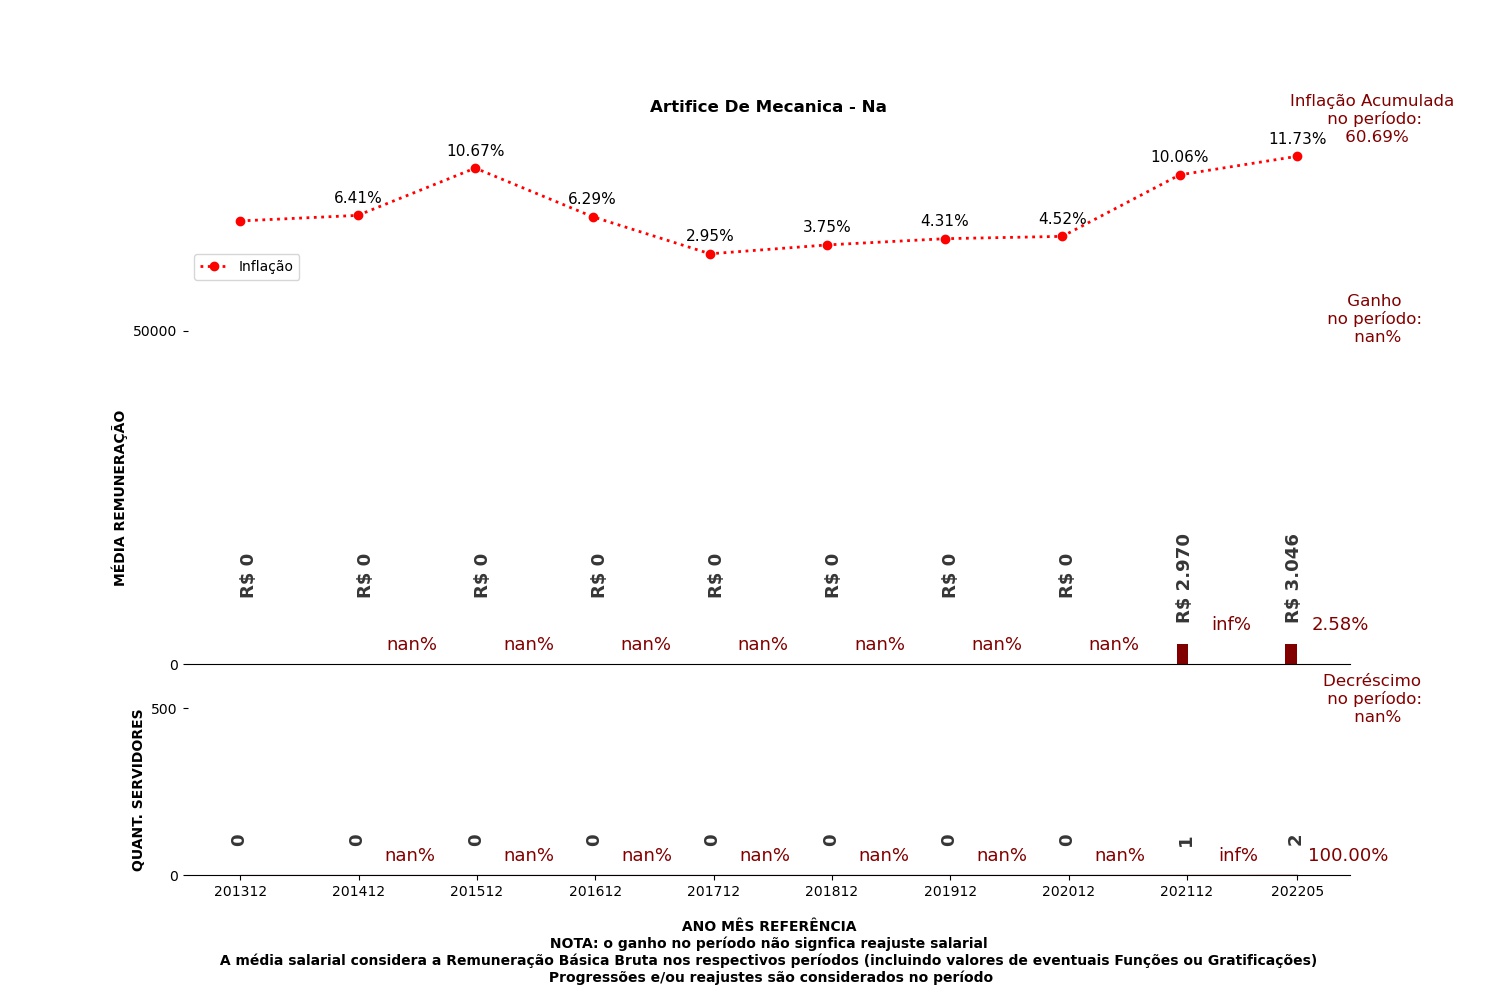 Artifice De Mecanica - Na
Inflação Acumulada
no período:
60.69%
6.41%
10.67%
6.29%
2.95%
3.75%
4.31%
4.52%
10.06%
11.73%
Inflação
Ganho
no período:
nan%
50000
0
MÉDIA REMUNERAÇÃO
R$ 0
R$ 0
R$ 0
R$ 0
R$ 0
R$ 0
R$ 0
R$ 0
R$ 2.970
R$ 3.046
nan%
nan%
nan%
nan%
nan%
nan%
nan%
inf%
2.58%
Decréscimo
no período:
nan%
500
0
QUANT. SERVIDORES
0
0
0
0
0
0
0
0
1
2
nan%
nan%
nan%
nan%
nan%
nan%
nan%
inf%
100.00%
201312
201412
201512
201612
201712
201812
201912
202012
202112
202205
ANO MÊS REFERÊNCIA
NOTA: o ganho no período não signfica reajuste salarial
A média salarial considera a Remuneração Básica Bruta nos respectivos períodos (incluindo valores de eventuais Funções ou Gratificações)
Progressões e/ou reajustes são considerados no período